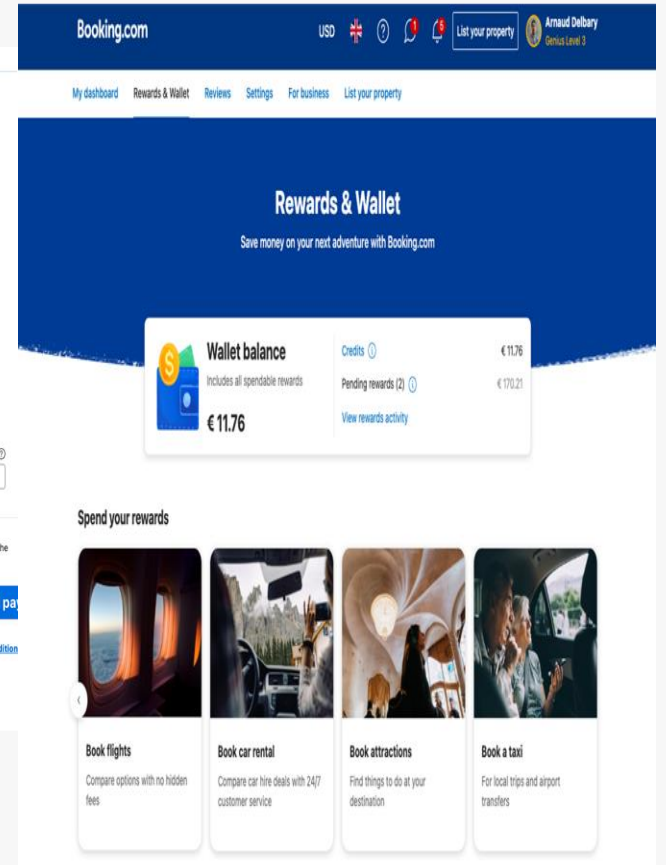 Booking.com
USD
1
5
List your property
Arnaud Delbary
Genius Level 3
My dashboard
Rewards & Wallet
Reviews
Settings
For business
List your property
Rewards & Wallet
Save money on your next adventure with Booking.com
Wallet balance
Includes all spendable rewards
€ 11.76
Credits
€ 11.76
Pending rewards (2)
€ 170.21
View rewards activity
he
pay
dition
Spend your rewards
Book flights
Compare options with no hidden
fees
Book car rental
Compare car hire deals with 24/7
customer service
Book attractions
Find things to do at your
destination
Book a taxi
For local trips and airport
transfers